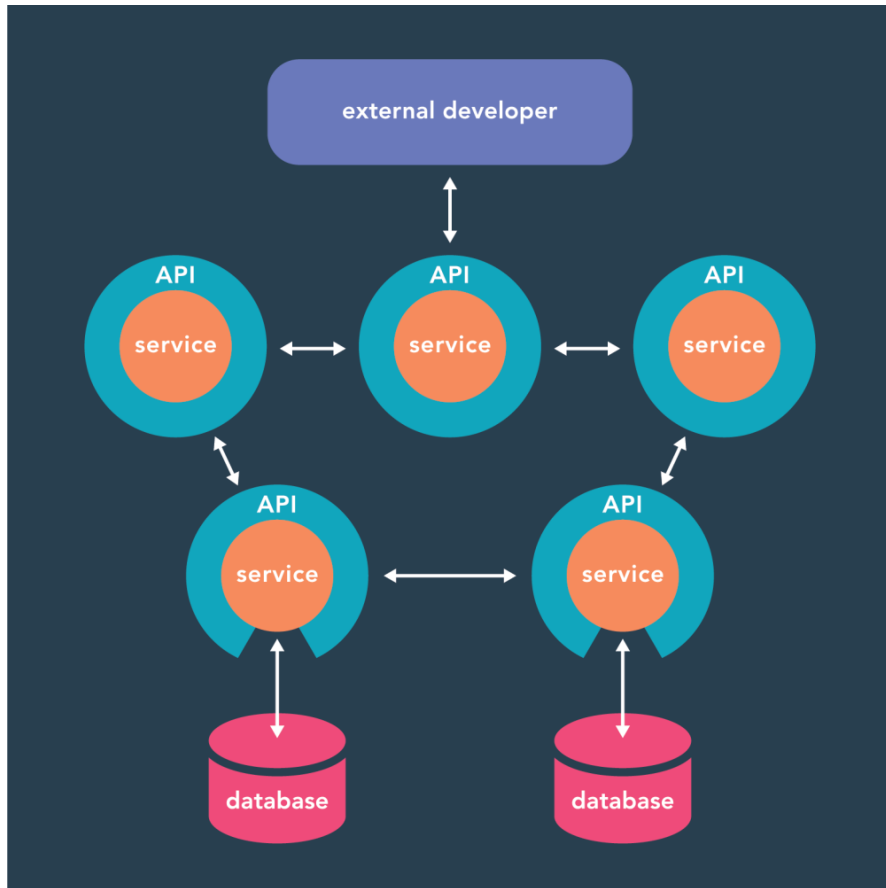 external developer
API
API
API
service
service
service
API
API
service
service
database
database